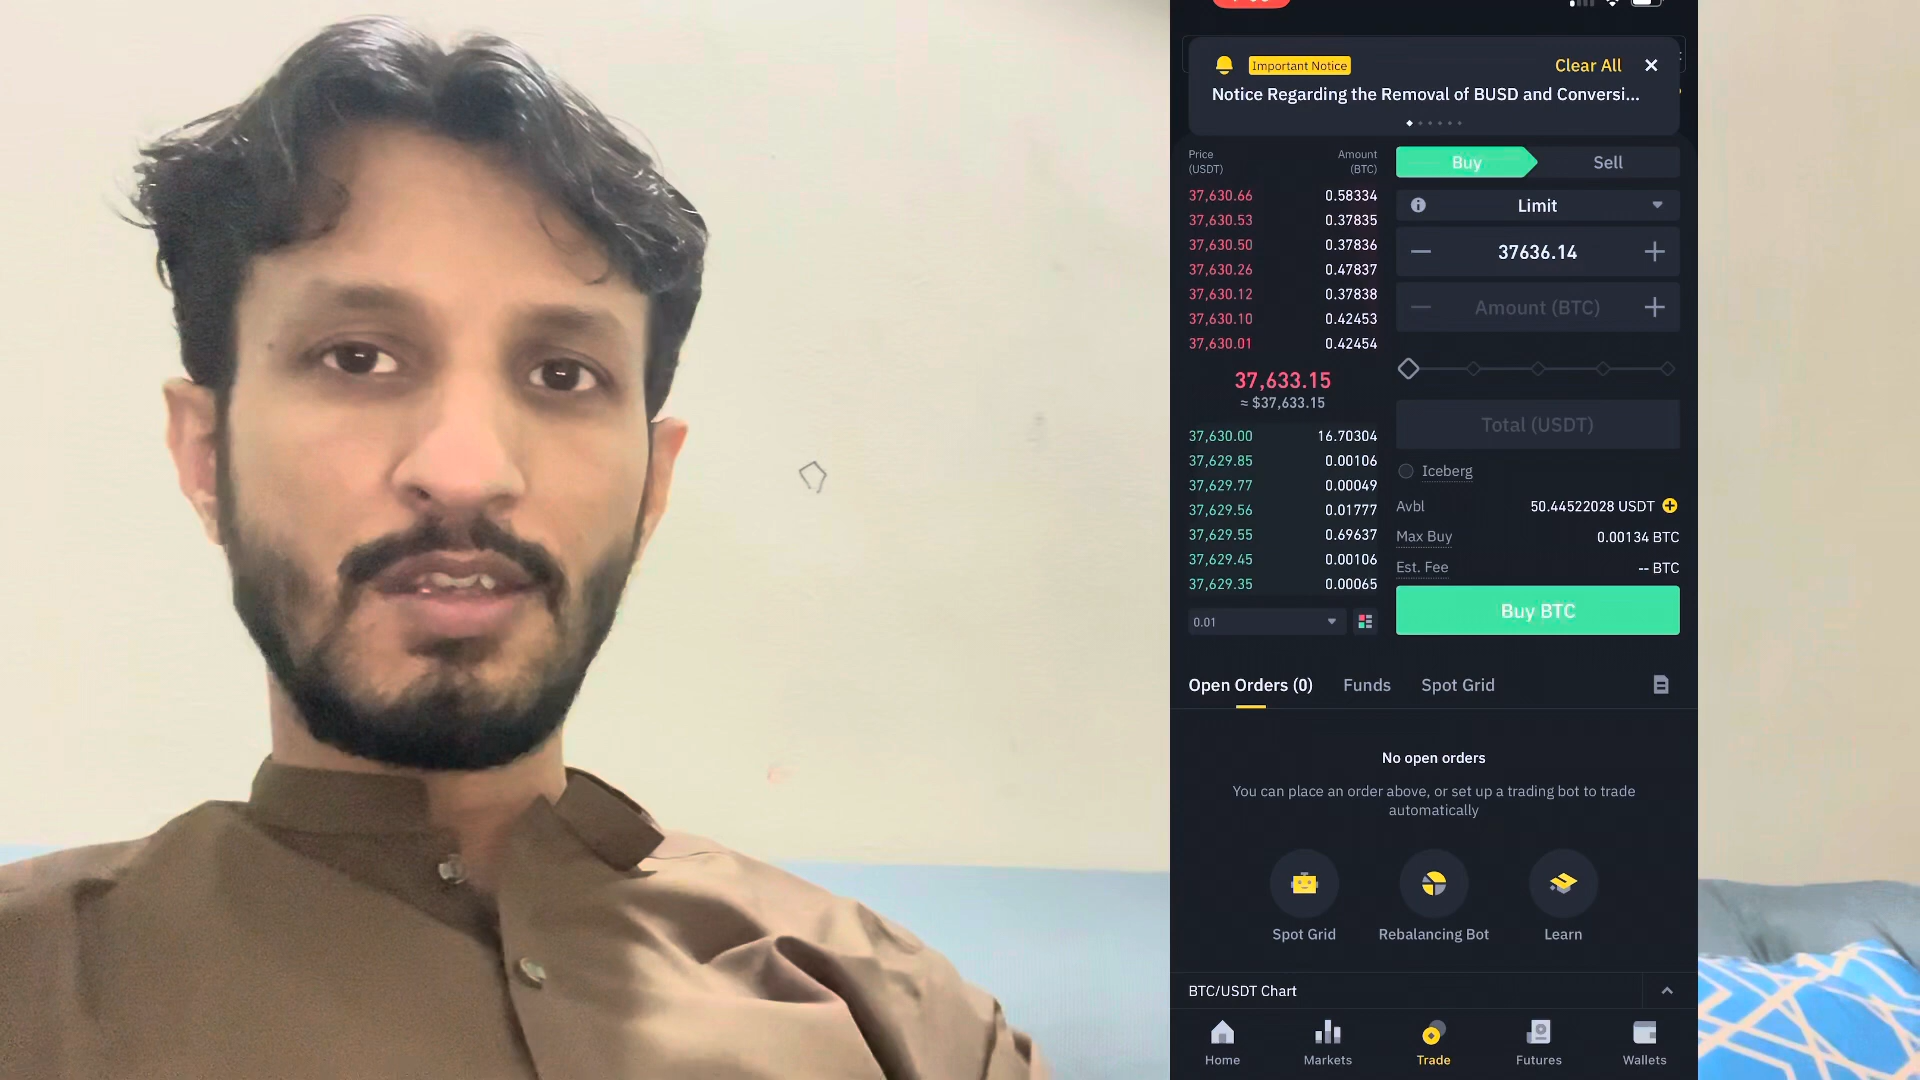 Important Notice
Clear All
Notice Regarding the Removal of BUSD and Conversi...
Price
(USDT)
Amount
(BTC)
Buy
Sell
37,630.66 0.58334
37,630.53 0.37835
37,630.50 0.37836
37,630.26 0.47837
37,630.12 0.37838
37,630.10 0.42453
37,630.01 0.42454
37,633.15
≈ $37,633.15
37,630.00 16.70304
37,629.85 0.00106
37,629.77 0.00049
37,629.56 0.01777
37,629.55 0.69637
37,629.45 0.00106
37,629.35 0.00065
0.01
Limit
37636.14
Amount (BTC)
Total (USDT)
Iceberg
Avbl 50.44522028 USDT
Max Buy 0.00134 BTC
Est. Fee -- BTC
Buy BTC
Open Orders (0) Funds Spot Grid
No open orders
You can place an order above, or set up a trading bot to trade
automatically
Spot Grid Rebalancing Bot Learn
BTC/USDT Chart
Home Markets Trade Futures Wallets